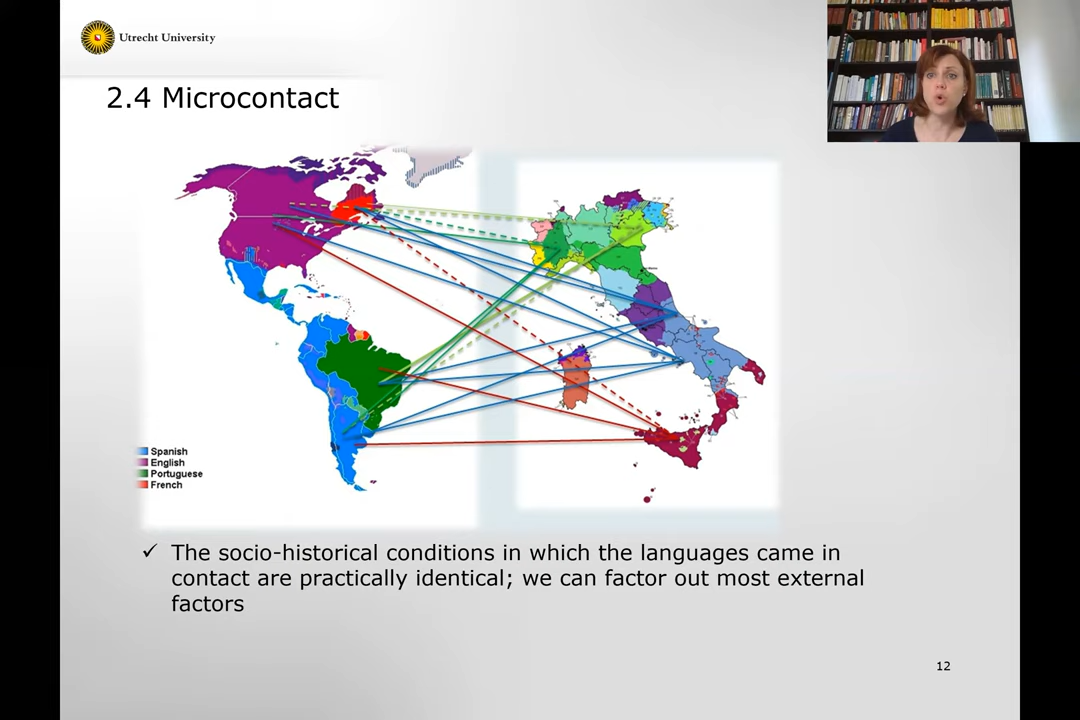 Utrecht University
2.4 Microcontact
Spanish
English
Portuguese
French
✓ The socio-historical conditions in which the languages came in
contact are practically identical; we can factor out most external
factors
12